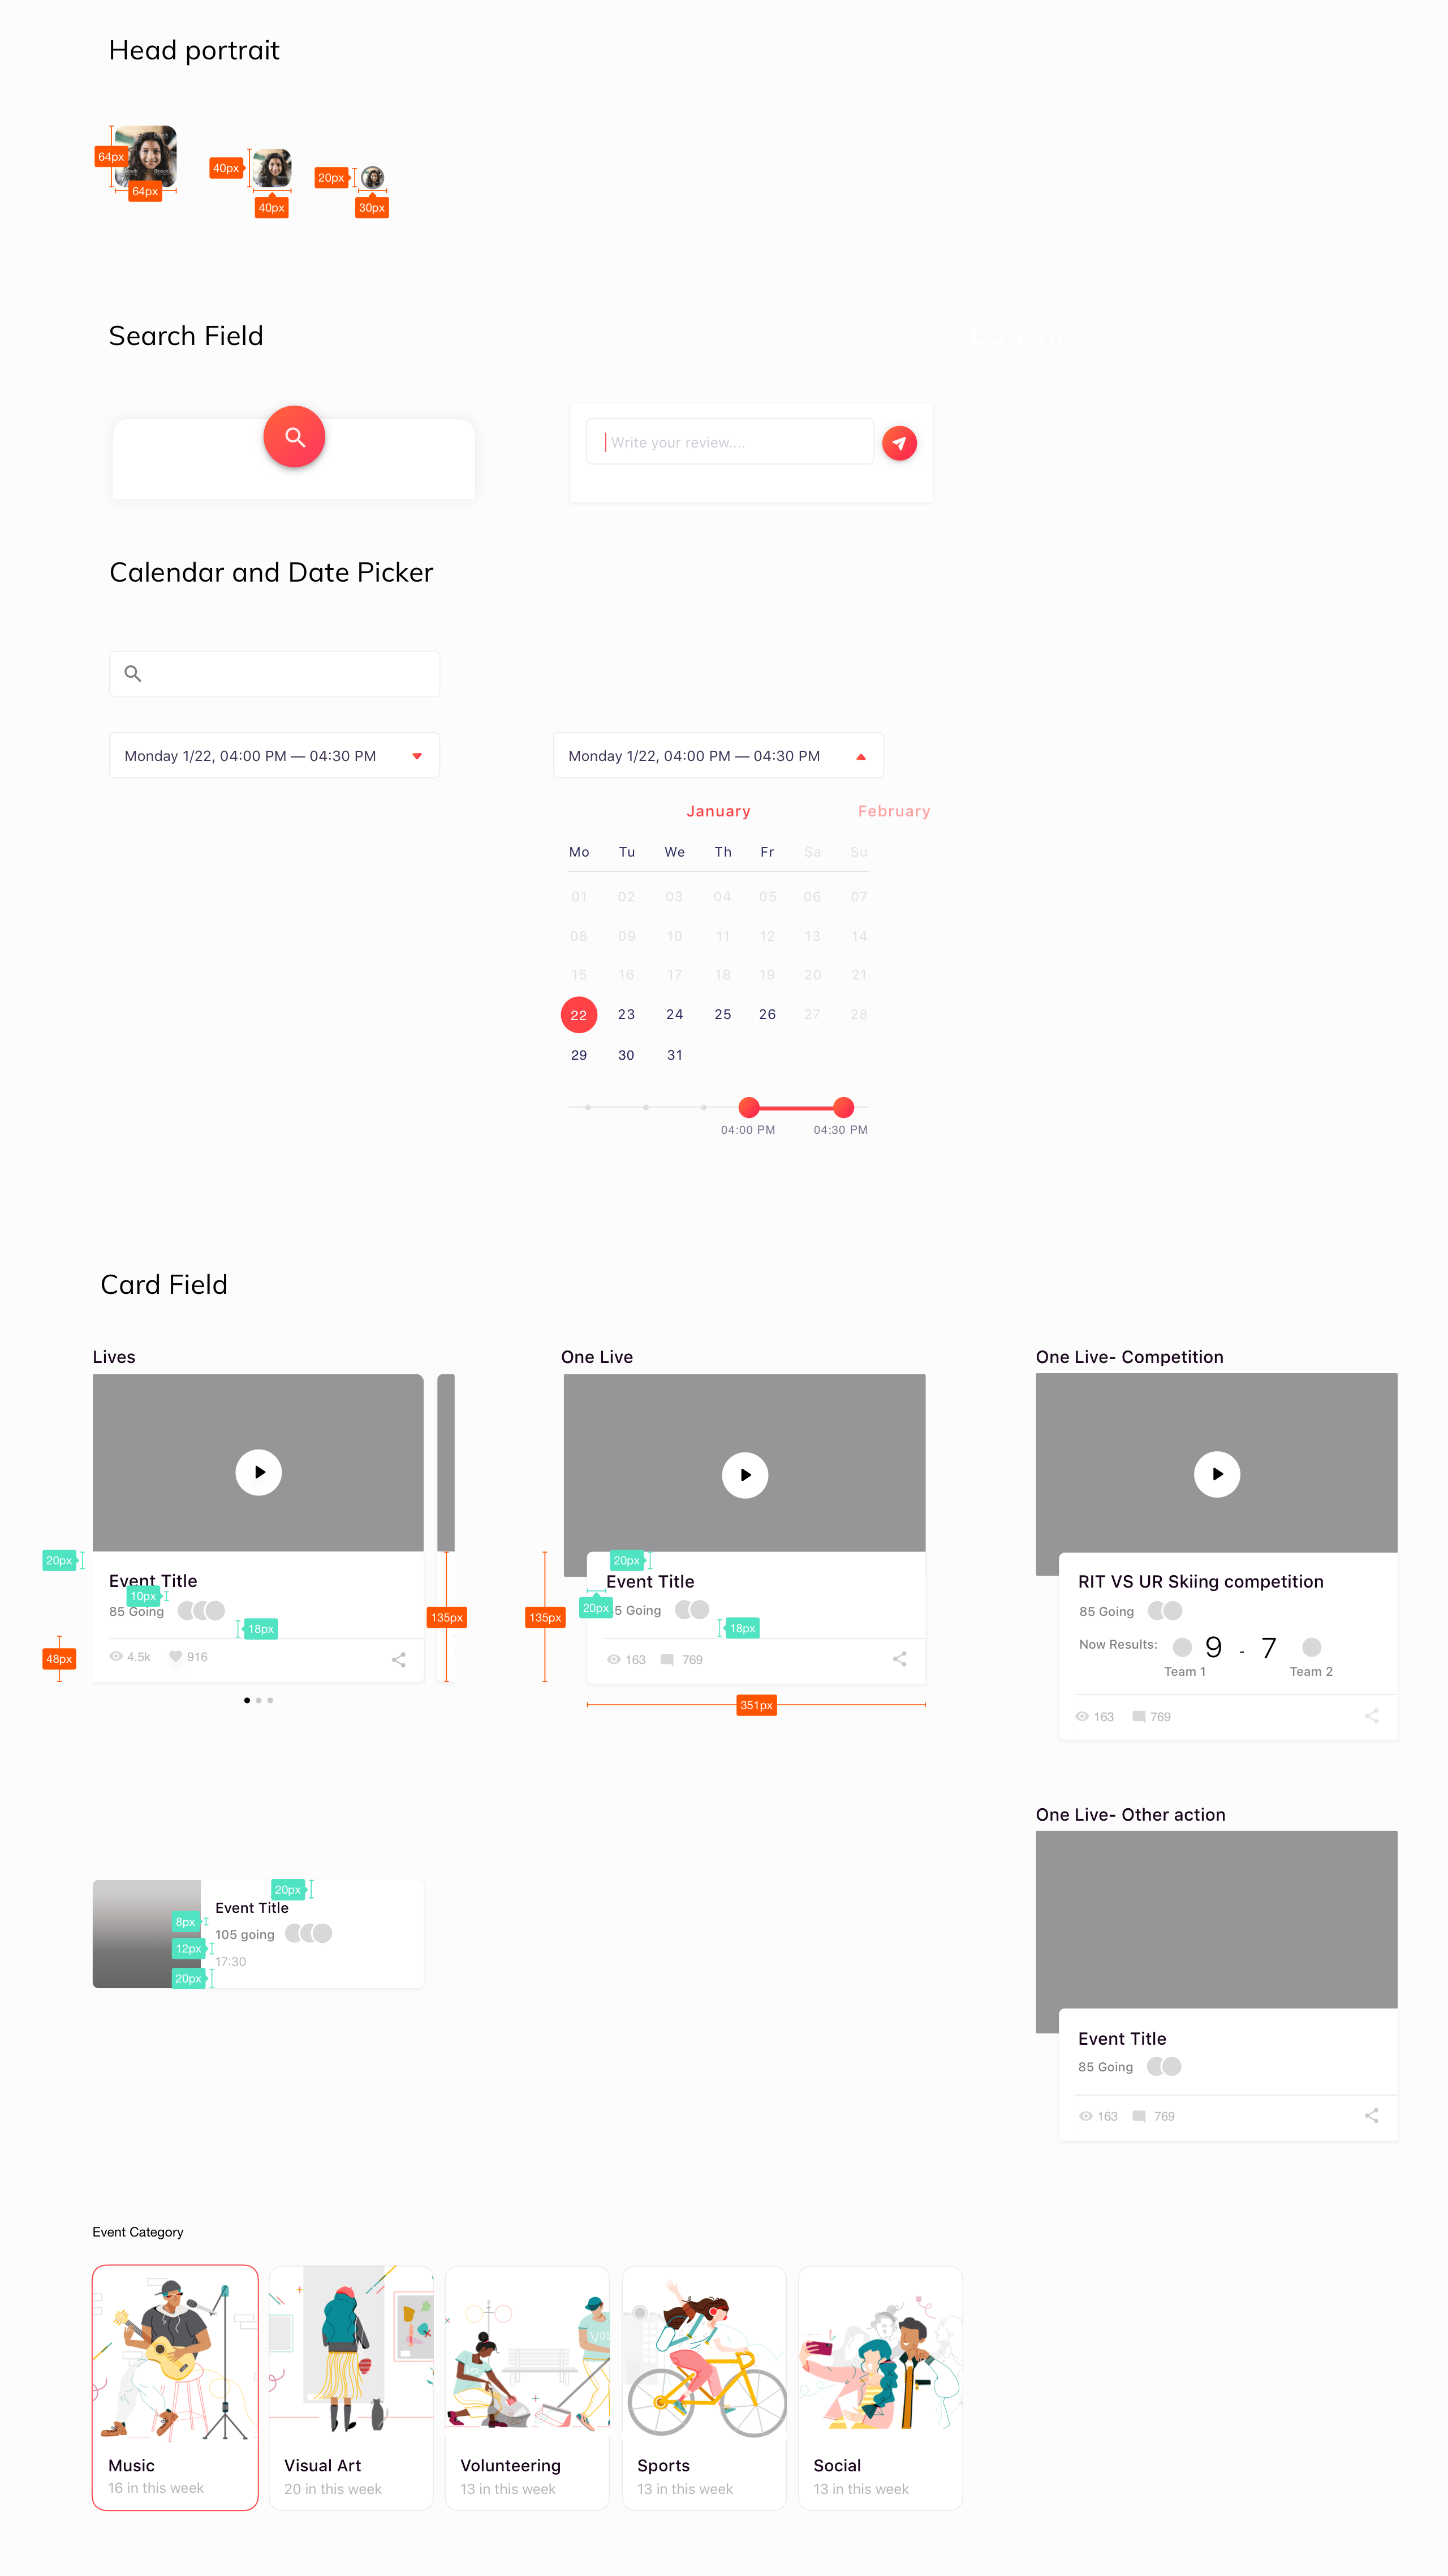 Head portrait
64px
64px
40px
40px
20px
30px
Search Field
Log in
Write your review....
Calendar and Date Picker
Monday 1/22, 04:00 PM — 04:30 PM
Monday 1/22, 04:00 PM — 04:30 PM
January February
Mo Tu We Th Fr Sa Su
01 02 03 04 05 06 07
08 09 10 11 12 13 14
15 16 17 18 19 20 21
22 23 24 25 26 27 28
29 30 31
04:00 PM 04:30 PM
Card Field
Lives
20px
Event Title
10px
85 Going
18px
135px
48px
4.5k 916
One Live
20px
Event Title
20px
5 Going
135px
18px
163 769
351px
One Live- Competition
RIT VS UR Skiing competition
85 Going
Now Results: 9 - 7
Team 1 Team 2
163 769
20px
Event Title
8px
105 going
12px
17:30
20px
One Live- Other action
Event Title
85 Going
163 769
Event Category
Music
16 in this week
Visual Art
20 in this week
Volunteering
13 in this week
Sports
13 in this week
Social
13 in this week